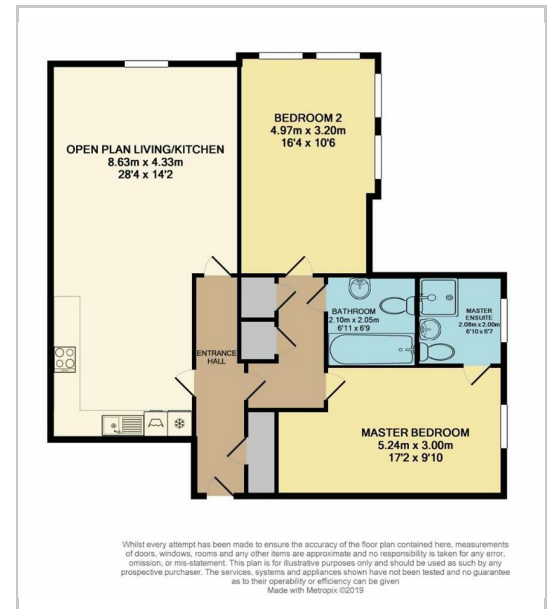 BEDROOM 2
4.97m x 3.20m
16'4 x 10'6
OPEN PLAN LIVING/KITCHEN
8.63m x 4.33m
28'4 x 14'2
BATHROOM
2.10m x 2.05m
6'11 x 6'9
MASTER
ENSUITE
2.08m x 2.00m
6'10 x 6'7
ENTRANCE
HALL
MASTER BEDROOM
5.24m x 3.00m
17'2 x 9'10
Whilst every attempt has been made to ensure the accuracy of the floor plan contained here, measurements
of doors, windows, rooms and any other items are approximate and no responsibility is taken for any error,
omission, or mis-statement. This plan is for illustrative purposes only and should be used as such by any
prospective purchaser. The services, systems and appliances shown have not been tested and no guarantee
as to their operability or efficiency can be given
Made with Metropix ©2019